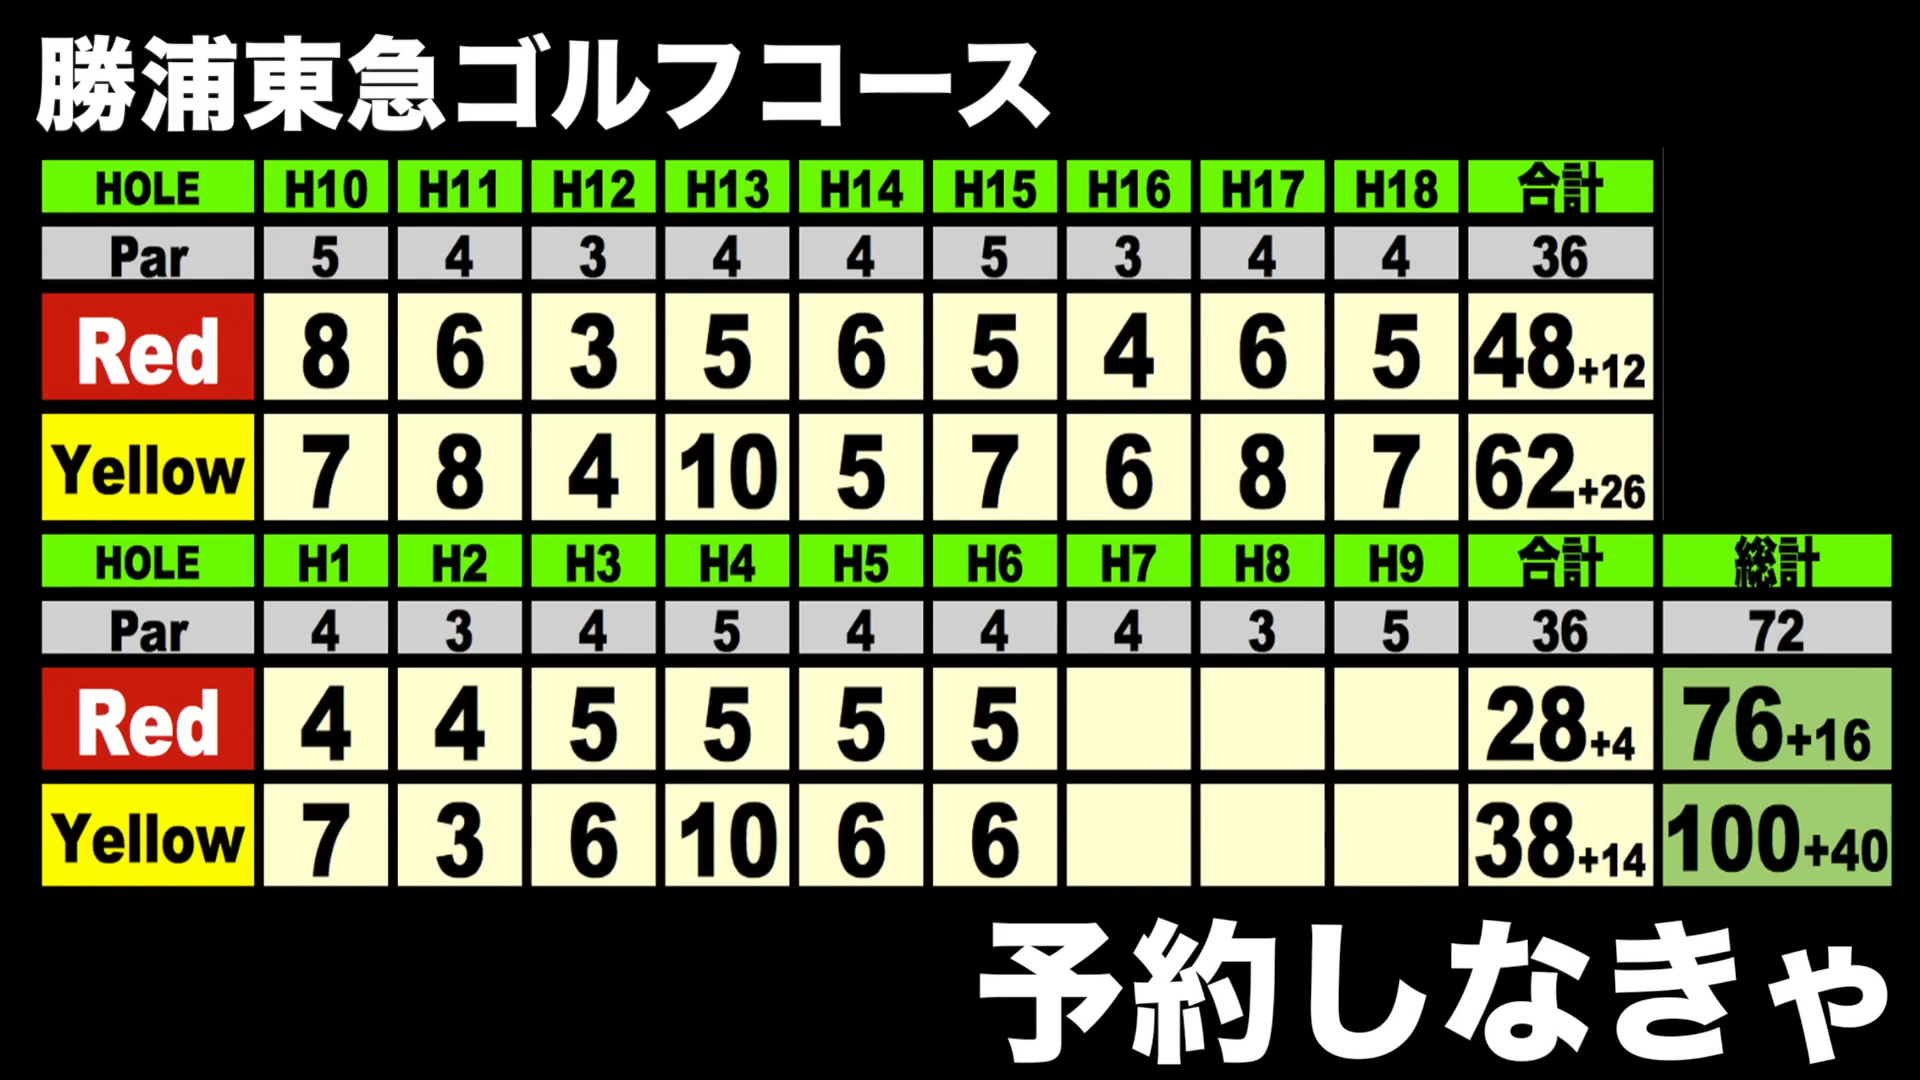 勝浦東急ゴルフコース
HOLE H10 H11 H12 H13 H14 H15 H16 H17 H18 合計
Par 5 4 3 4 4 5 3 4 4 36
Red 8 6 3 5 6 5 4 6 5 48+12
Yellow 7 8 4 10 5 7 6 8 7 62+26
HOLE H1 H2 H3 H4 H5 H6 H7 H8 H9 合計 総計
Par 4 3 4 5 4 4 4 3 5 36 72
Red 4 4 5 5 5 5 28+4 76+16
Yellow 7 3 6 10 6 6 38+14 100+40
予約しなきゃ